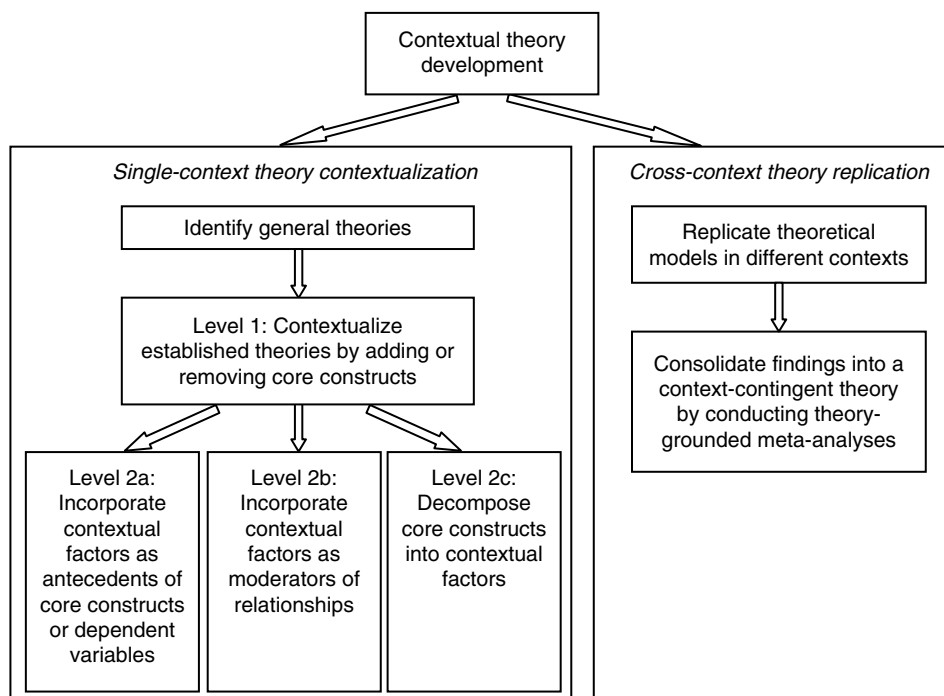 Contextual theory
development
Single-context theory contextualization
Identify general theories
Level 1: Contextualize
established theories by adding or
removing core constructs
Level 2a:
Incorporate
contextual
factors as
antecedents of
core constructs
or dependent
variables
Level 2b:
Incorporate
contextual
factors as
moderators of
relationships
Level 2c:
Decompose
core constructs
into contextual
factors
Cross-context theory replication
Replicate theoretical
models in different contexts
Consolidate findings into a
context-contingent theory
by conducting theory-
grounded meta-analyses